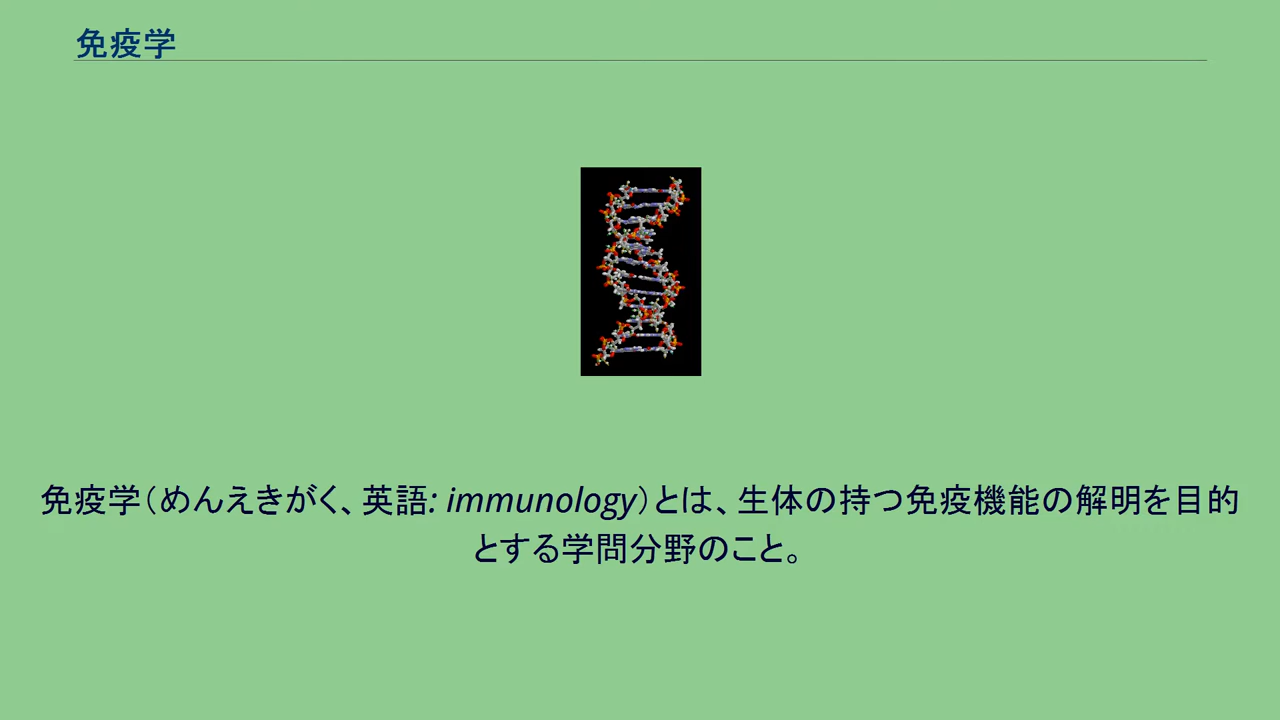 免疫学
免疫学（めんえきがく、英語: immunology）とは、生体の持つ免疫機能の解明を目的
とする学問分野のこと。